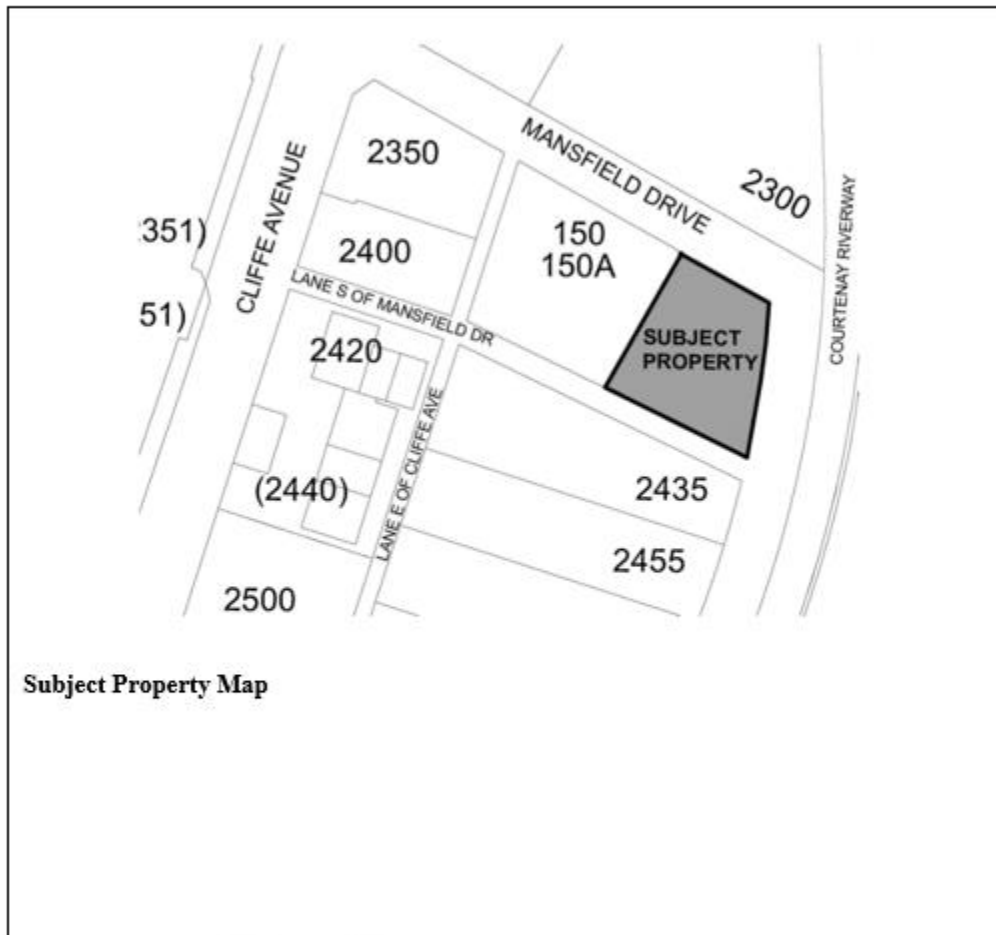 MANSFIELD DRIVE
2300
2350
CLIFFE AVENUE
150
150A
:351)
2400
COURTENAY RIVERWAY
LANE S OF MANSFIELD DR
51)
SUBJECT
PROPERTY
2420
LANE E OF CLIFFE AVE
(2440)
2435
2455
2500
Subject Property Map